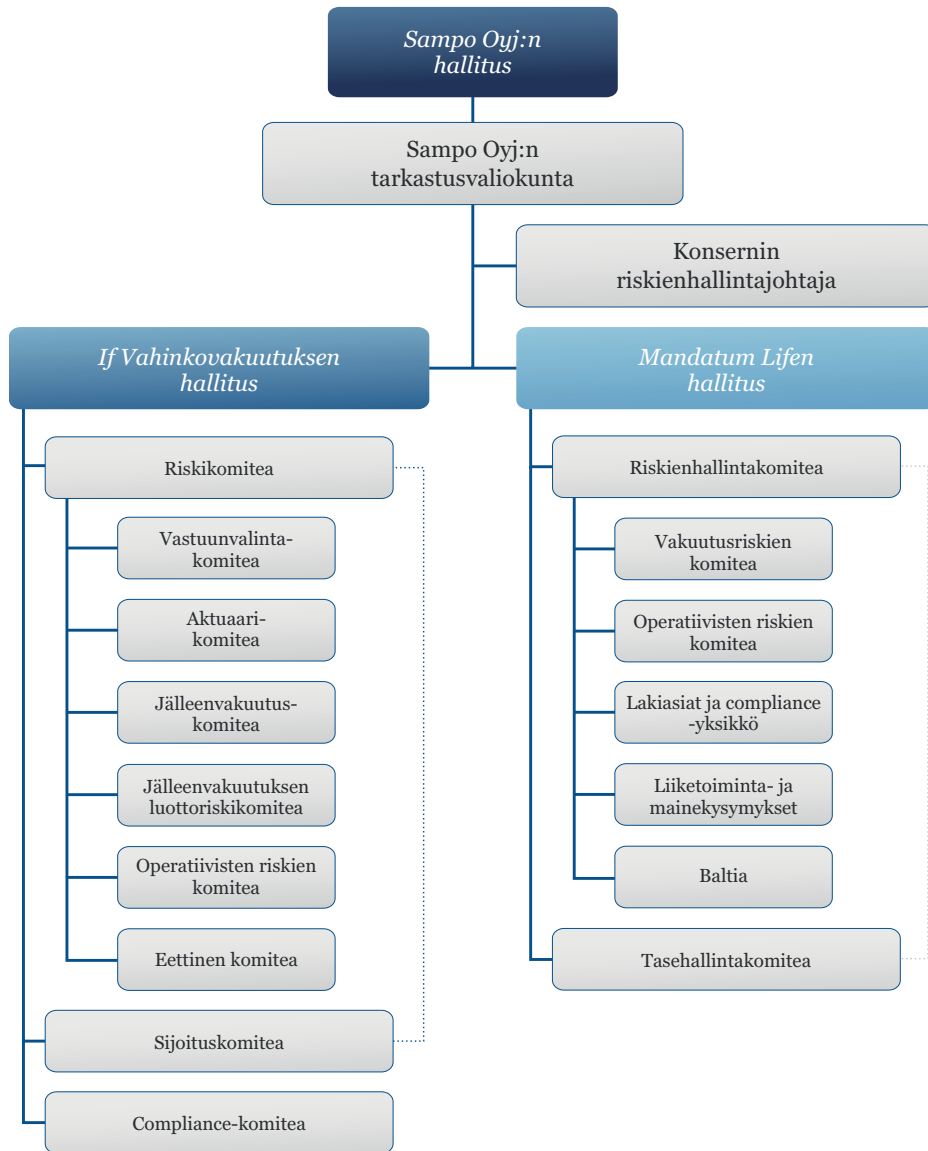 Sampo Oyj:n
hallitus
Sampo Oyj:n
tarkastusvaliokunta
Konsernin
riskienhallintajohtaja
If Vahinkovakuutuksen
hallitus
Riskikomitea
Vastuunvalinta-
komitea
Aktuaari-
komitea
Jälleenvakuutus-
komitea
Jälleenvakuutuksen
luottoriskikomitea
Operatiivisten riskien
komitea
Eettinen komitea
Sijoituskomitea
Compliance-komitea
Mandatum Lifen
hallitus
Riskienhallintakomitea
Vakuutusriskien
komitea
Operatiivisten riskien
komitea
Lakiasiat ja compliance
-yksikkö
Liiketoiminta- ja
mainekysymykset
Baltia
Tasehallintakomitea